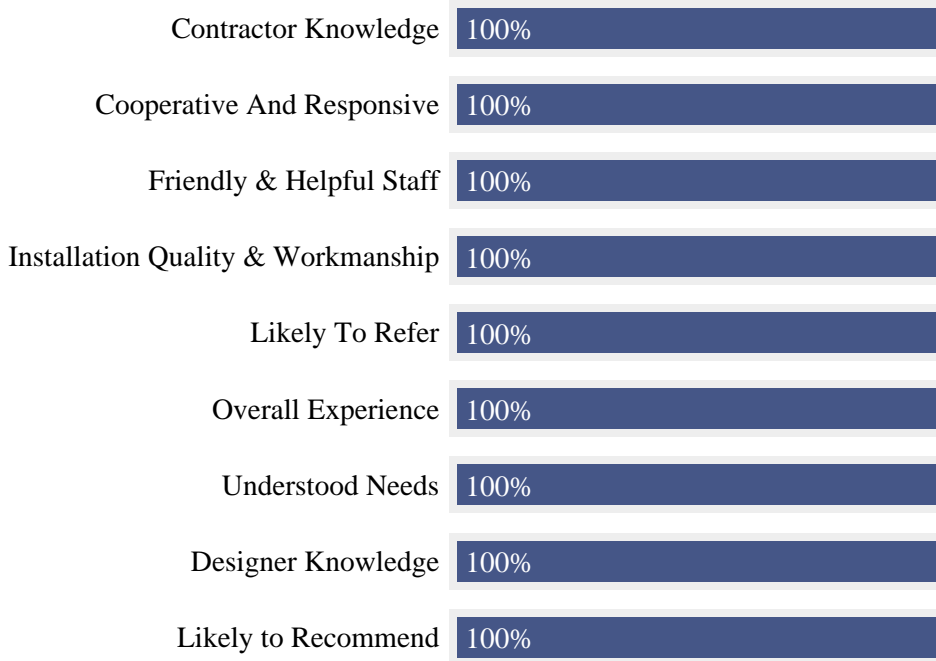 Contractor Knowledge 100%
Cooperative And Responsive 100%
Friendly & Helpful Staff 100%
Installation Quality & Workmanship 100%
Likely To Refer 100%
Overall Experience 100%
Understood Needs 100%
Designer Knowledge 100%
Likely to Recommend 100%